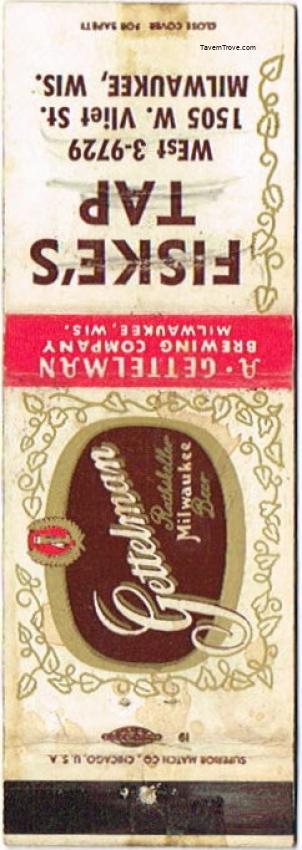 TavernTrove.com
CLOSE COVER FOR SAFETY
FISKE'S
TAP
WEst 3-9729
1505 W. Vliet St.
MILWAUKEE, WIS.
A. GETTELMAN
BREWING COMPANY
MILWAUKEE, WIS.
Gettelman
Rathskeller
Milwaukee
Beer
19
SUPERIOR MATCH CO., CHICAGO, U. S. A.